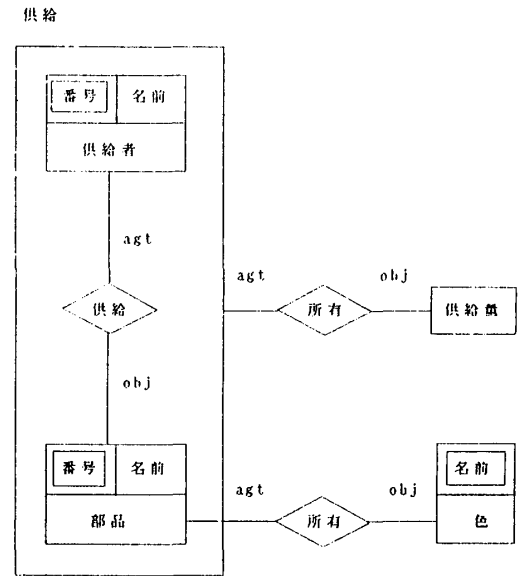 供給
番号 名前
供給者
agt
agt obj
供給 所有 供給量
obj
番号 名前 名前
agt obj
部品 所有 色